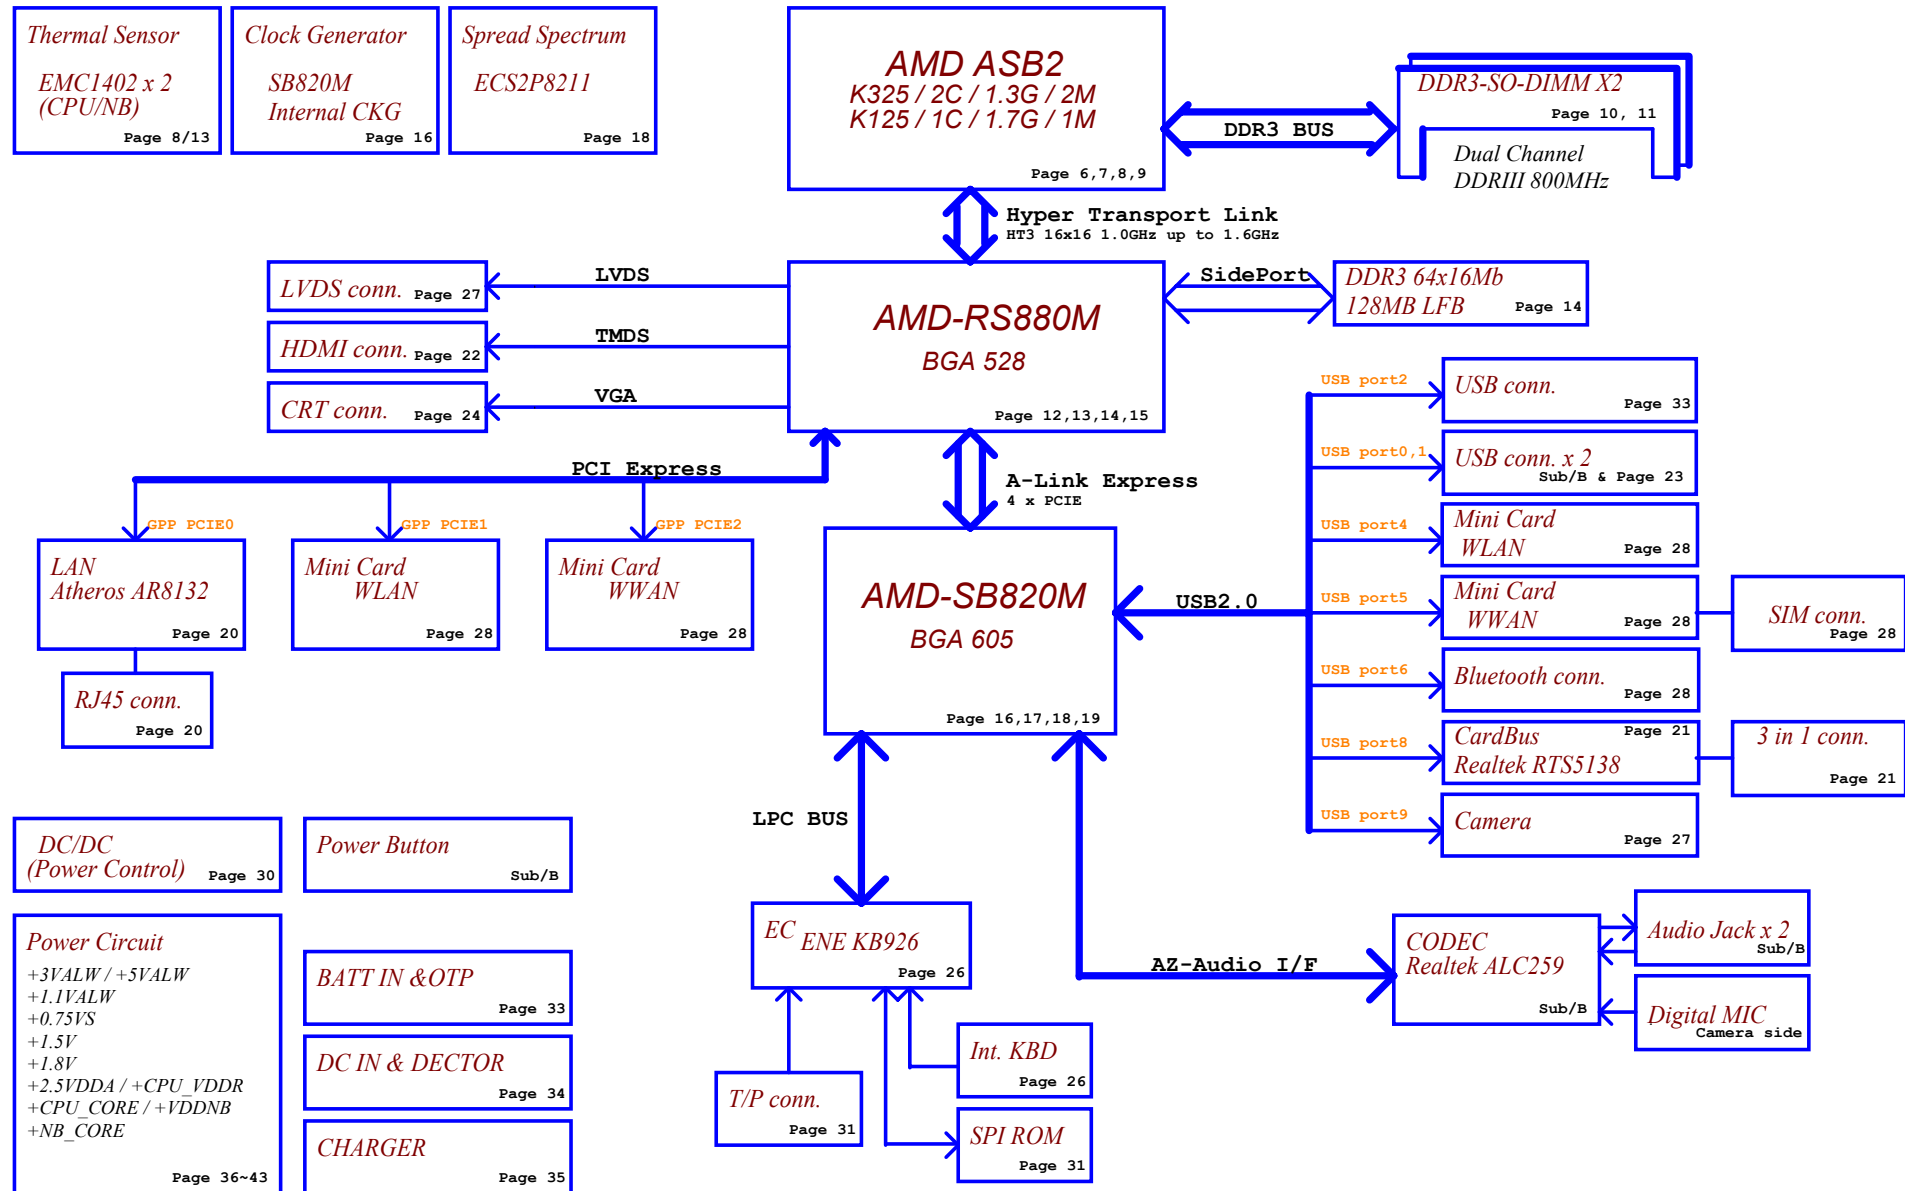 Thermal Sensor
EMC1402 x 2
(CPU/NB)
Page 8/13
Clock Generator
SB820M
Internal CKG
Page 16
Spread Spectrum
ECS2P8211
Page 18
AMD ASB2
K325 / 2C / 1.3G / 2M
K125 / 1C / 1.7G / 1M
Page 6,7,8,9
DDR3 BUS
DDR3-SO-DIMM X2
Page 10, 11
Dual Channel
DDRIII 800MHz
Hyper Transport Link
HT3 16x16 1.0GHz up to 1.6GHz
LVDS conn. Page 27
LVDS
HDMI conn. Page 22
TMDS
CRT conn. Page 24
VGA
AMD-RS880M
BGA 528
Page 12,13,14,15
SidePort
DDR3 64x16Mb
128MB LFB Page 14
PCI Express
A-Link Express
4 x PCIE
GPP PCIE0
GPP PCIE1
GPP PCIE2
LAN
Atheros AR8132
Page 20
Mini Card
WLAN
Page 28
Mini Card
WWAN
Page 28
RJ45 conn.
Page 20
AMD-SB820M
BGA 605
Page 16,17,18,19
USB2.0
USB port2
USB conn.
Page 33
USB port0,1
USB conn. x 2
Sub/B & Page 23
USB port4
Mini Card
WLAN Page 28
USB port5
Mini Card
WWAN Page 28
SIM conn.
Page 28
USB port6
Bluetooth conn.
Page 28
USB port8
CardBus Page 21
Realtek RTS5138
3 in 1 conn.
Page 21
USB port9
Camera
Page 27
LPC BUS
AZ-Audio I/F
DC/DC
(Power Control) Page 30
Power Button
Sub/B
Power Circuit
+3VALW / +5VALW
+1.1VALW
+0.75VS
+1.5V
+1.8V
+2.5VDDA / +CPU_VDDR
+CPU_CORE / +VDDNB
+NB_CORE
Page 36~43
BATT IN &OTP
Page 33
DC IN & DECTOR
Page 34
CHARGER
Page 35
EC ENE KB926
Page 26
T/P conn.
Page 31
Int. KBD
Page 26
SPI ROM
Page 31
CODEC
Realtek ALC259
Sub/B
Audio Jack x 2
Sub/B
Digital MIC
Camera side